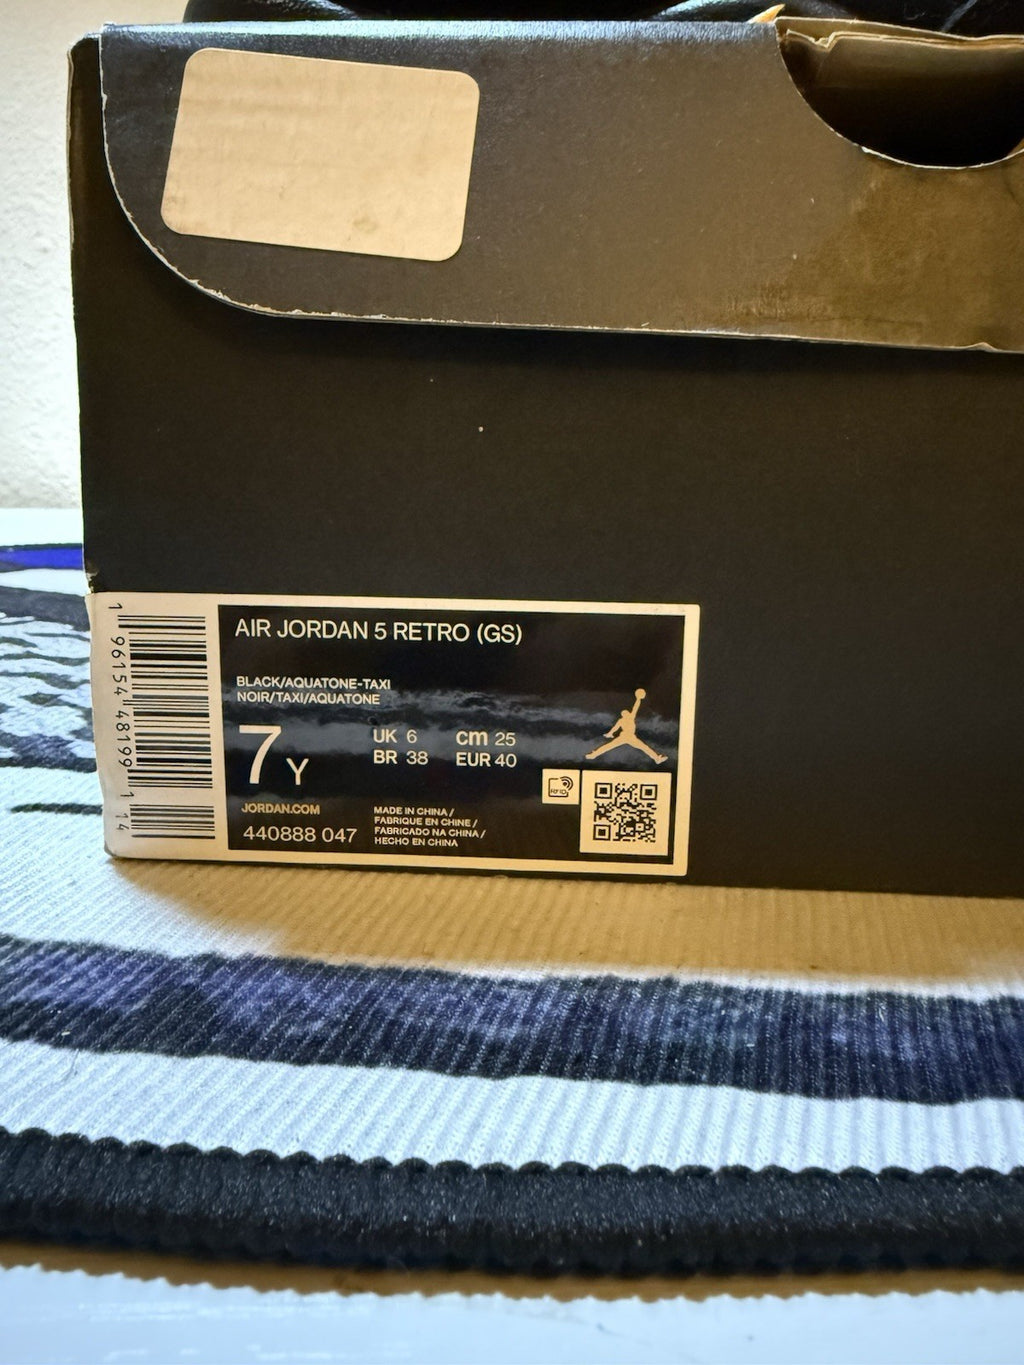 AIR JORDAN 5 RETRO (GS)
BLACK/AQUATONE-TAXI
NOIR/TAXI/AQUATONE
7 Y
UK 6 cm 25
BR 38 EUR 40
RFID
JORDAN.COM
440888 047
MADE IN CHINA /
FABRIQUE EN CHINE /
FABRICADO NA CHINA /
HECHO EN CHINA
1 96154 48199 1 14